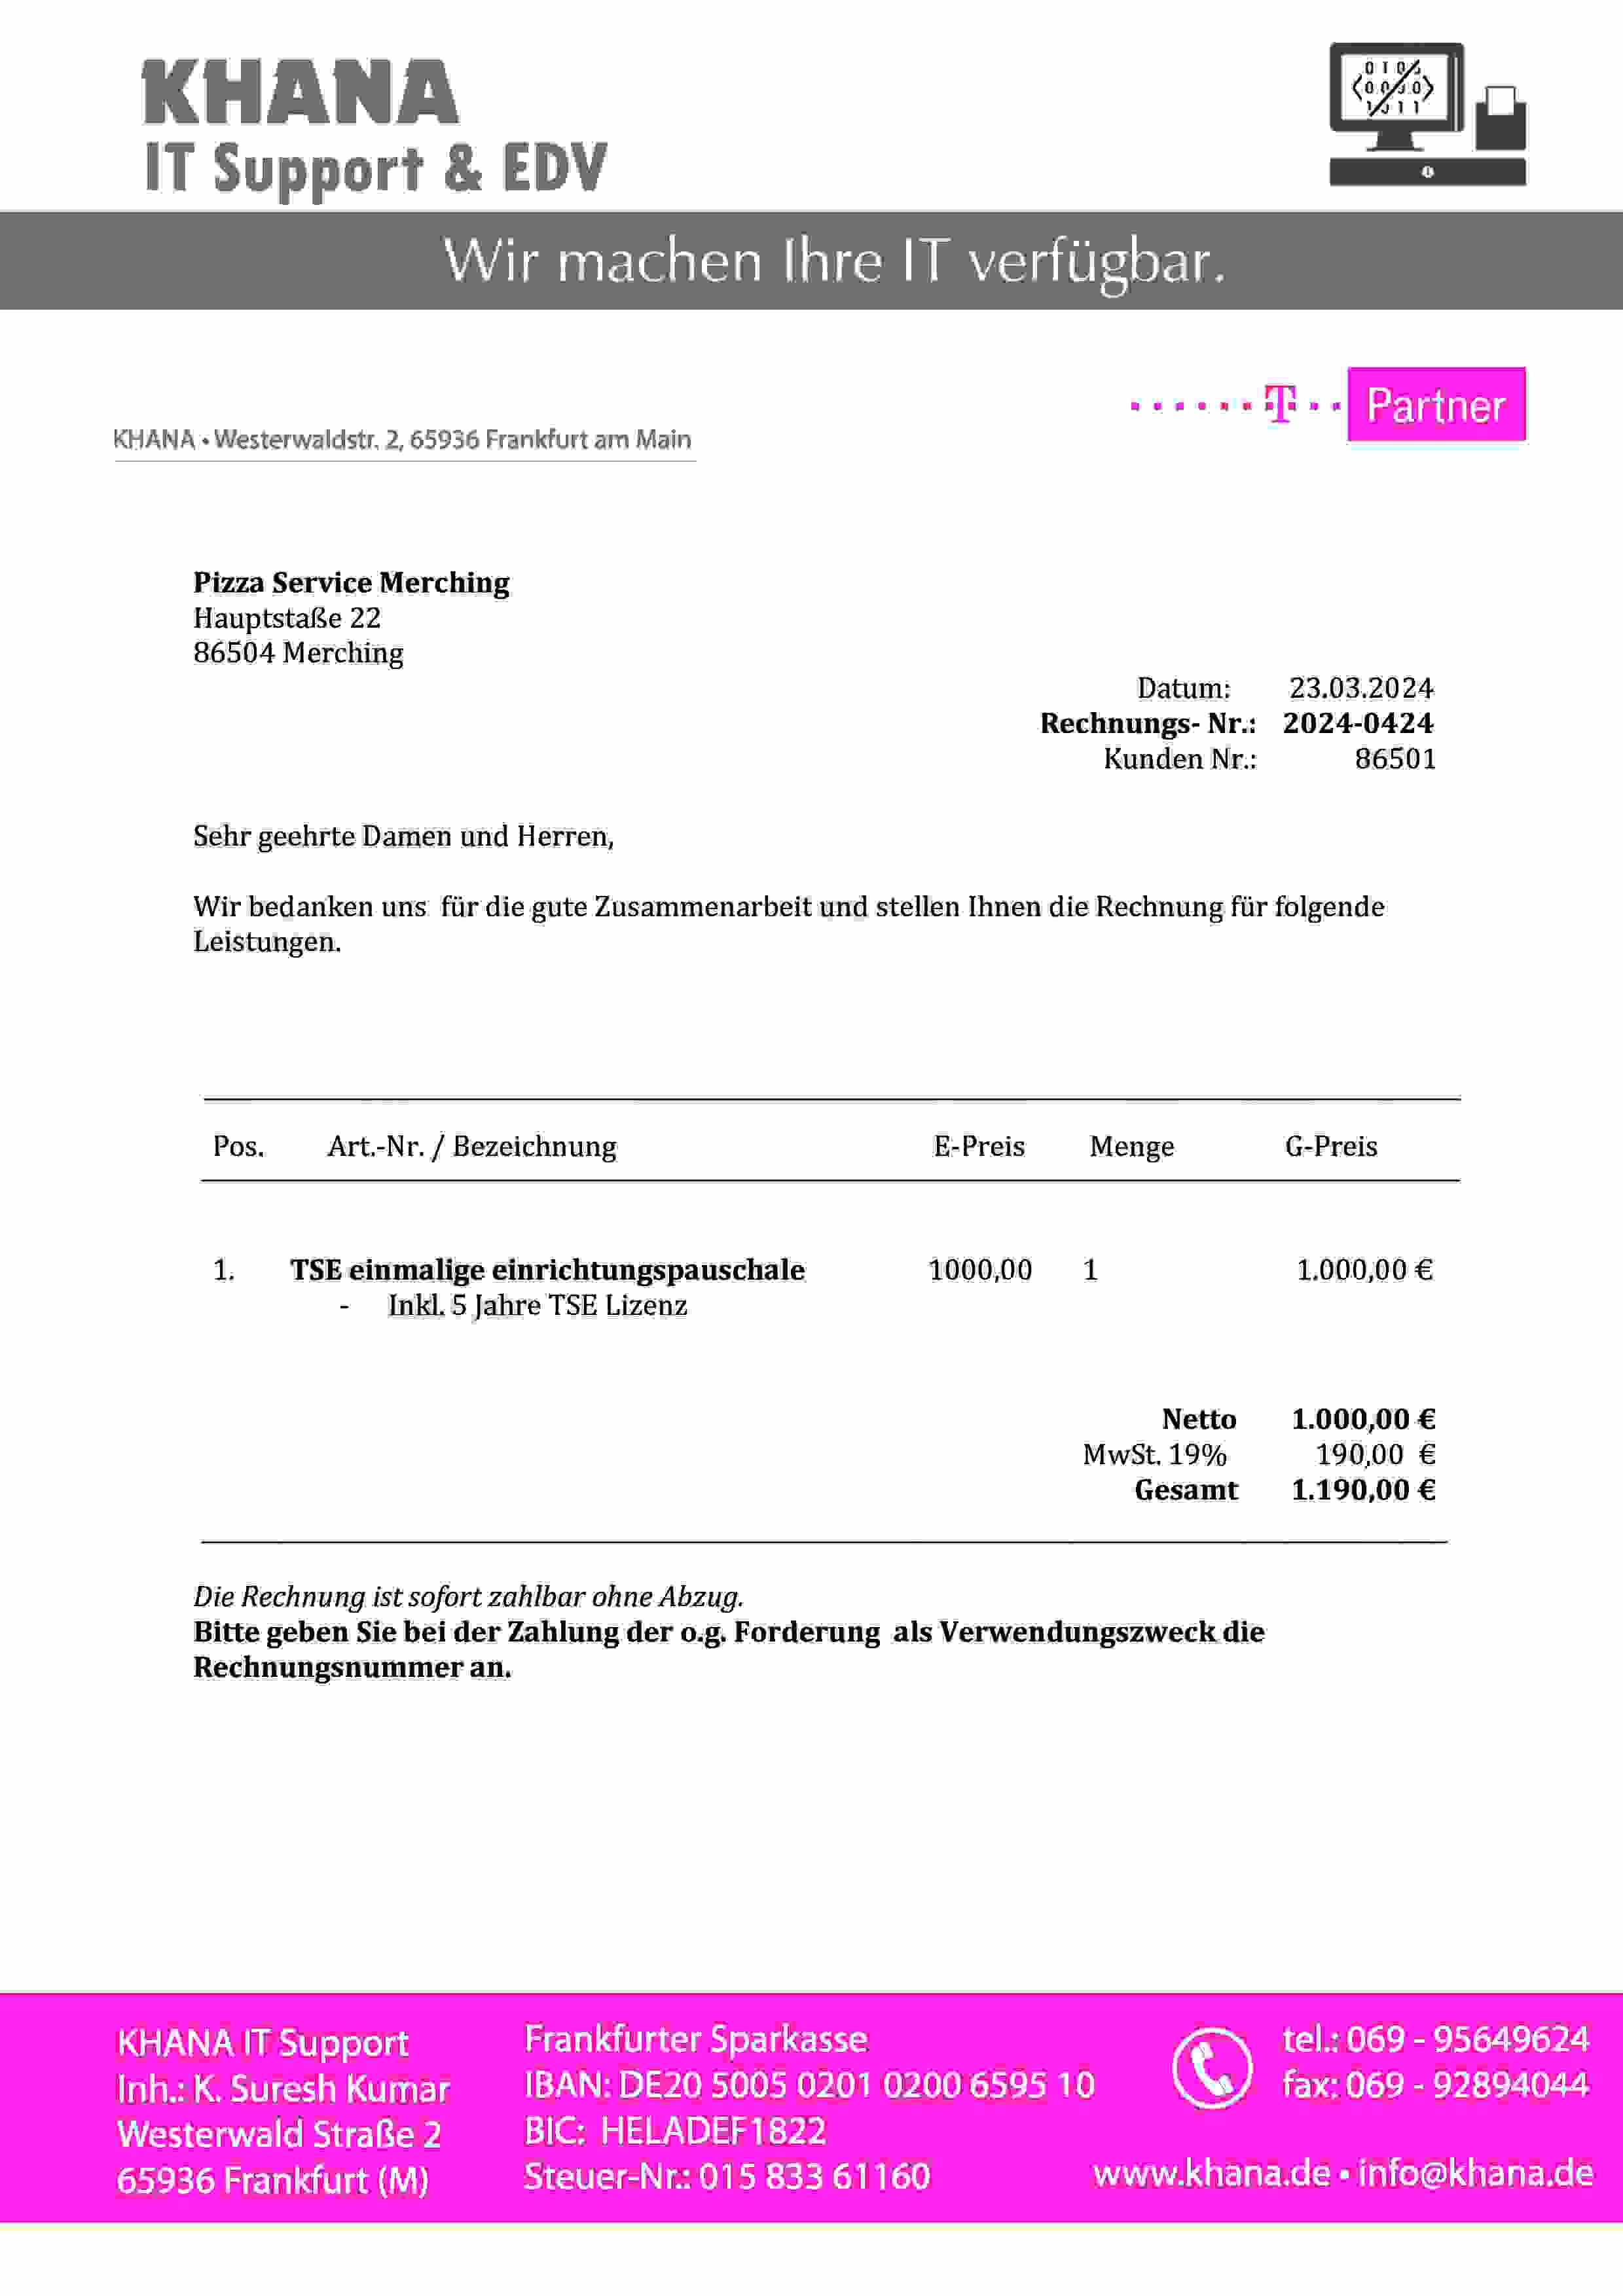 KHANA
IT Support & EDV
Wir machen Ihre IT verfügbar.
T Partner
KHANA • Westerwaldstr. 2, 65936 Frankfurt am Main
Pizza Service Merching
Hauptstaße 22
86504 Merching
Datum: 23.03.2024
Rechnungs- Nr.: 2024-0424
Kunden Nr.: 86501
Sehr geehrte Damen und Herren,
Wir bedanken uns für die gute Zusammenarbeit und stellen Ihnen die Rechnung für folgende
Leistungen.
Pos. Art.-Nr. / Bezeichnung E-Preis Menge G-Preis
1. TSE einmalige einrichtungspauschale 1000,00 1 1.000,00 €
- Inkl. 5 Jahre TSE Lizenz
Netto 1.000,00 €
MwSt. 19% 190,00 €
Gesamt 1.190,00 €
Die Rechnung ist sofort zahlbar ohne Abzug.
Bitte geben Sie bei der Zahlung der o.g. Forderung als Verwendungszweck die
Rechnungsnummer an.
KHANA IT Support
Inh.: K. Suresh Kumar
Westerwald Straße 2
65936 Frankfurt (M)
Frankfurter Sparkasse
IBAN: DE20 5005 0201 0200 6595 10
BIC: HELADEF1822
Steuer-Nr.: 015 833 61160
tel.: 069 - 95649624
fax: 069 - 92894044
www.khana.de • info@khana.de